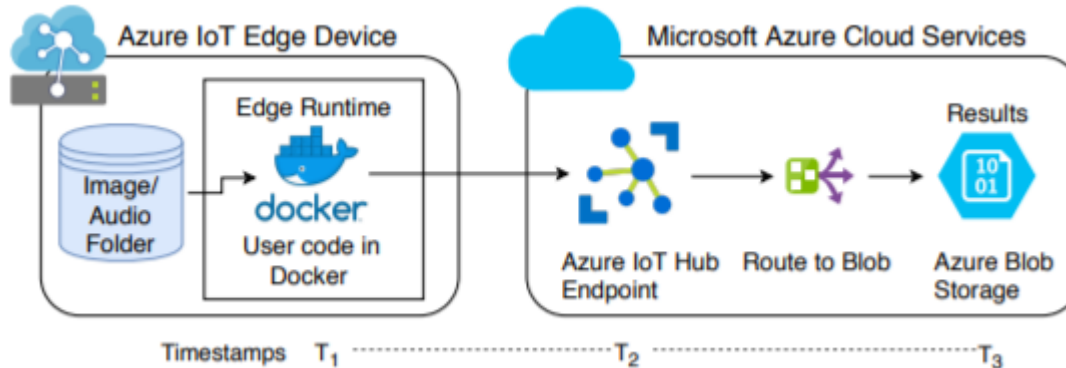 Azure IoT Edge Device
Microsoft Azure Cloud Services
Edge Runtime
Image/
Audio
Folder
docker
User code in
Docker
Results
10
01
Azure IoT Hub
Endpoint
Route to Blob
Azure Blob
Storage
Timestamps T1 T2 T3